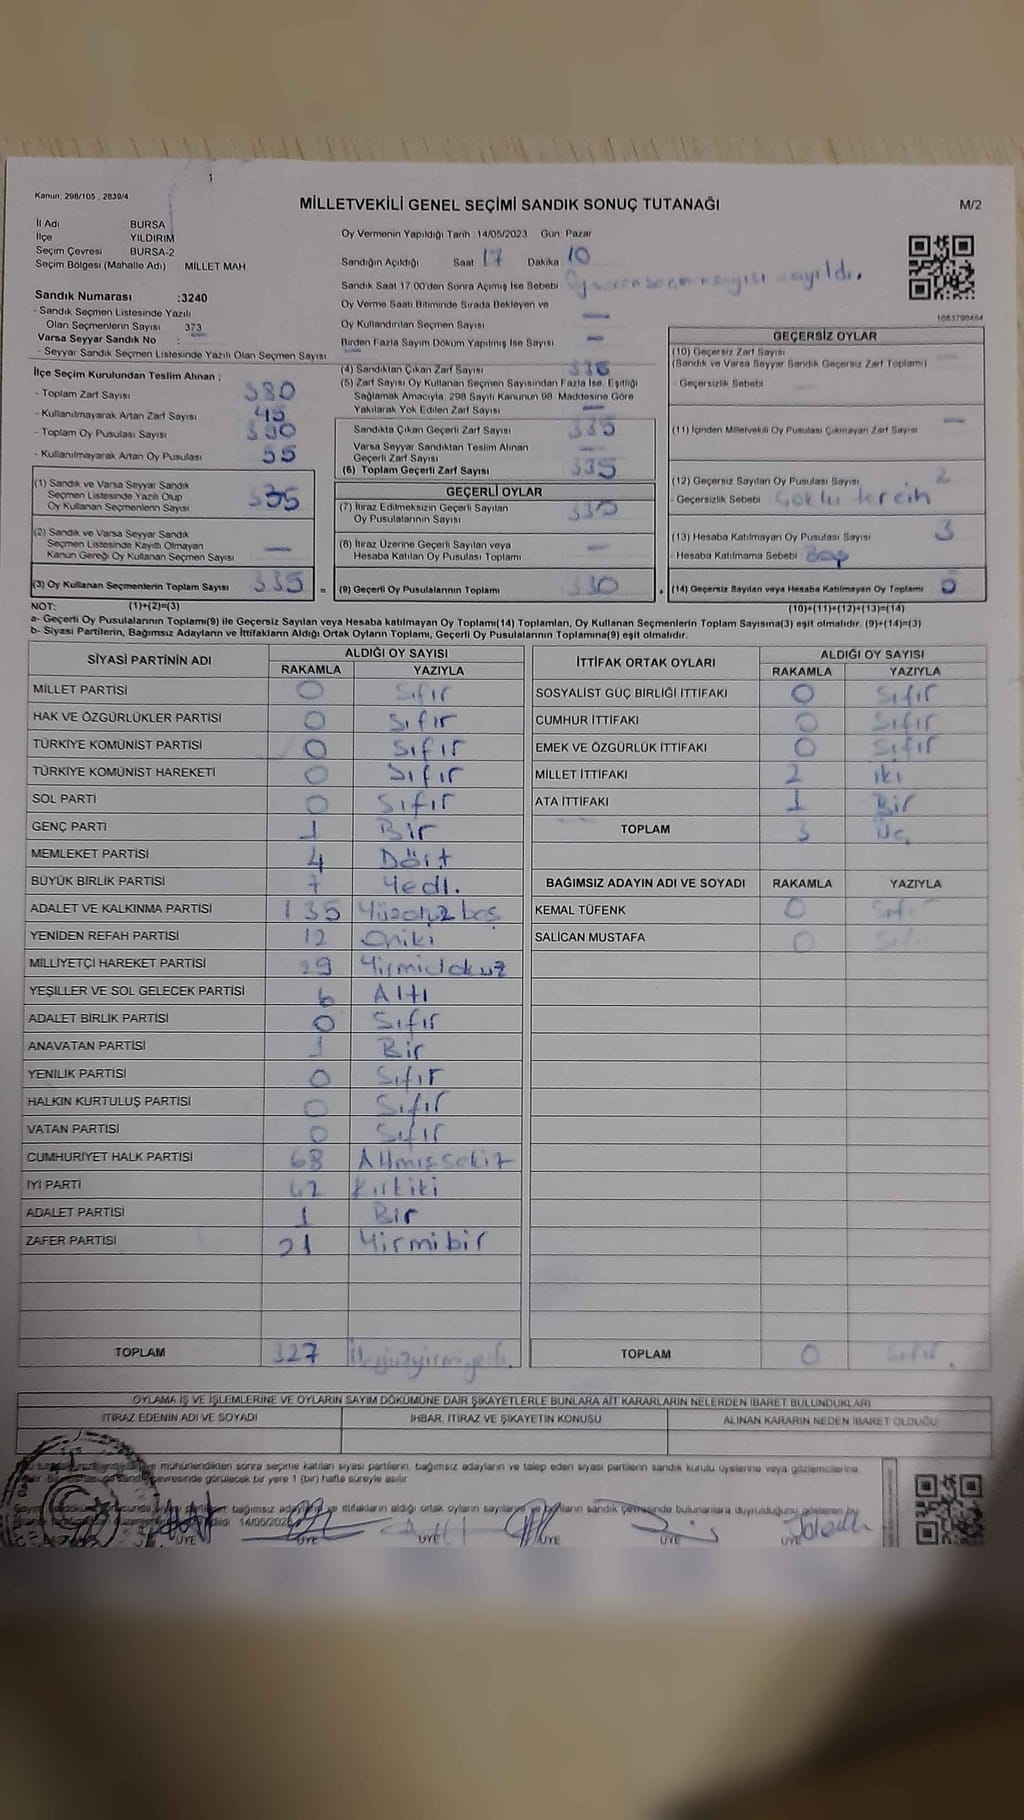 Kanun: 298/105 , 2839/4
MİLLETVEKİLİ GENEL SEÇİMİ SANDIK SONUÇ TUTANAĞI
M/2
İl Adı BURSA
İlçe YILDIRIM
Seçim Çevresi BURSA-2
Seçim Bölgesi (Mahalle Adı) MİLLET MAH
Sandık Numarası :3240
- Sandık Seçmen Listesinde Yazılı
Olan Seçmenlerin Sayısı 373
Varsa Seyyar Sandık No :
- Seyyar Sandık Seçmen Listesinde Yazılı Olan Seçmen Sayısı
Oy Vermenin Yapıldığı Tarih :14/05/2023 Gün: Pazar
Sandığın Açıldığı Saat 17 Dakika 10
Sandık Saat 17.00'den Sonra Açımış İse Sebebi Oy veren seçmen sayısı sayıldı.
Oy Verme Saati Bitiminde Sırada Bekleyen ve
Oy Kullandırılan Seçmen Sayısı —
Birden Fazla Sayım Döküm Yapılmış İse Sayısı —
1083790464
İlçe Seçim Kurulundan Teslim Alınan ;
- Toplam Zarf Sayısı 380
- Kullanılmayarak Artan Zarf Sayısı 45
- Toplam Oy Pusulası Sayısı
- Kullanılmayarak Artan Oy Pusulası 55
(1) Sandık ve Varsa Seyyar Sandık
Seçmen Listesinde Yazılı Olup
Oy Kullanan Seçmenlerin Sayısı 335
(2) Sandık ve Varsa Seyyar Sandık
Seçmen Listesinde Kayıtlı Olmayan
Kanun Gereği Oy Kullanan Seçmen Sayısı —
(3) Oy Kullanan Seçmenlerin Toplam Sayısı 335 =
(4) Sandıktan Çıkan Zarf Sayısı
(5) Zarf Sayısı Oy Kullanan Seçmen Sayısından Fazla İse, Eşitliği
Sağlamak Amacıyla; 298 Sayılı Kanunun 98. Maddesine Göre
Yakılarak Yok Edilen Zarf Sayısı —
Sandıkta Çıkan Geçerli Zarf Sayısı 335
Varsa Seyyar Sandıktan Teslim Alınan
Geçerli Zarf Sayısı —
(6) Toplam Geçerli Zarf Sayısı 335
GEÇERLİ OYLAR
(7) İtiraz Edilmeksizin Geçerli Sayılan
Oy Pusulalarının Sayısı 330
(8) İtiraz Üzerine Geçerli Sayılan veya
Hesaba Katılan Oy Pusulası Toplamı —
(9) Geçerli Oy Pusulalarının Toplamı 330 +
GEÇERSİZ OYLAR
(10) Geçersiz Zarf Sayısı —
(Sandık ve Varsa Seyyar Sandık Geçersiz Zarf Toplamı)
- Geçersizlik Sebebi
(11) İçinden Milletvekili Oy Pusulası Çıkmayan Zarf Sayısı —
(12) Geçersiz Sayılan Oy Pusulası Sayısı 2
- Geçersizlik Sebebi Çoklu tercih
(13) Hesaba Katılmayan Oy Pusulası Sayısı 3
- Hesaba Katılmama Sebebi Boş
(14) Geçersiz Sayılan veya Hesaba Katılmayan Oy Toplamı 5
NOT: (1)+(2)=(3) (10)+(11)+(12)+(13)=(14)
a- Geçerli Oy Pusulalarının Toplamı(9) ile Geçersiz Sayılan veya Hesaba Katılmayan Oy Toplamı(14) Toplamları, Oy Kullanan Seçmenlerin Toplam Sayısına(3) eşit olmalıdır. (9)+(14)=(3)
b- Siyasi Partilerin, Bağımsız Adayların ve İttifakların Aldığı Ortak Oyların Toplamı, Geçerli Oy Pusulalarının Toplamına(9) eşit olmalıdır.
SİYASİ PARTİNİN ADI ALDIĞI OY SAYISI
RAKAMLA YAZIYLA
MİLLET PARTİSİ 0 Sıfır
HAK VE ÖZGÜRLÜKLER PARTİSİ 0 Sıfır
TÜRKİYE KOMÜNİST PARTİSİ 0 Sıfır
TÜRKİYE KOMÜNİST HAREKETİ 0 Sıfır
SOL PARTİ 0 Sıfır
GENÇ PARTİ 1 Bir
MEMLEKET PARTİSİ 4 Dört
BÜYÜK BİRLİK PARTİSİ 7 Yedi.
ADALET VE KALKINMA PARTİSİ 135 Yüzotuz beş
YENİDEN REFAH PARTİSİ 12 Oniki
MİLLİYETÇİ HAREKET PARTİSİ 29 Yirmidokuz
YEŞİLLER VE SOL GELECEK PARTİSİ 6 Altı
ADALET BİRLİK PARTİSİ 0 Sıfır
ANAVATAN PARTİSİ 1 Bir
YENİLİK PARTİSİ 0 Sıfır
HALKIN KURTULUŞ PARTİSİ 0 Sıfır
VATAN PARTİSİ 0 Sıfır
CUMHURİYET HALK PARTİSİ 68 Altmışsekiz
İYİ PARTİ 42 Kırkiki
ADALET PARTİSİ 1 Bir
ZAFER PARTİSİ 21 Yirmibir
TOPLAM 327 Üçyüzyirmiyedi.
İTTİFAK ORTAK OYLARI ALDIĞI OY SAYISI
RAKAMLA YAZIYLA
SOSYALİST GÜÇ BİRLİĞİ İTTİFAKI 0 Sıfır
CUMHUR İTTİFAKI 0 Sıfır
EMEK VE ÖZGÜRLÜK İTTİFAKI 0 Sıfır
MİLLET İTTİFAKI 2 iki
ATA İTTİFAKI 1 Bir
TOPLAM 3 Üç
BAĞIMSIZ ADAYIN ADI VE SOYADI RAKAMLA YAZIYLA
KEMAL TÜFENK 0 Sıfır
SALİCAN MUSTAFA 0 Sıfır
TOPLAM 0 Sıfır.
OYLAMA İŞ VE İŞLEMLERİNE VE OYLARIN SAYIM DÖKÜMÜNE DAİR ŞİKAYETLERLE BUNLARA AİT KARARLARIN NELERDEN İBARET BULUNDUKLARI
İTİRAZ EDENİN ADI VE SOYADI İHBAR, İTİRAZ VE ŞİKAYETİN KONUSU ALINAN KARARIN NEDEN İBARET OLDUĞU
mühürlendikten sonra seçime katılan siyasi partilerin, bağımsız adayların ve talep eden siyasi partilerin sandık kurulu üyelerine veya gözlemcilerine
çevresinde görülecek bir yere 1 (bir) hafta süreyle asılır
bağımsız ve ittifakların aldığı ortak oyların sandık çevresinde bulunanlara duyrulduğunu gösteren bu
14/05/2023
ÜYE ÜYE ÜYE ÜYE ÜYE ÜYE